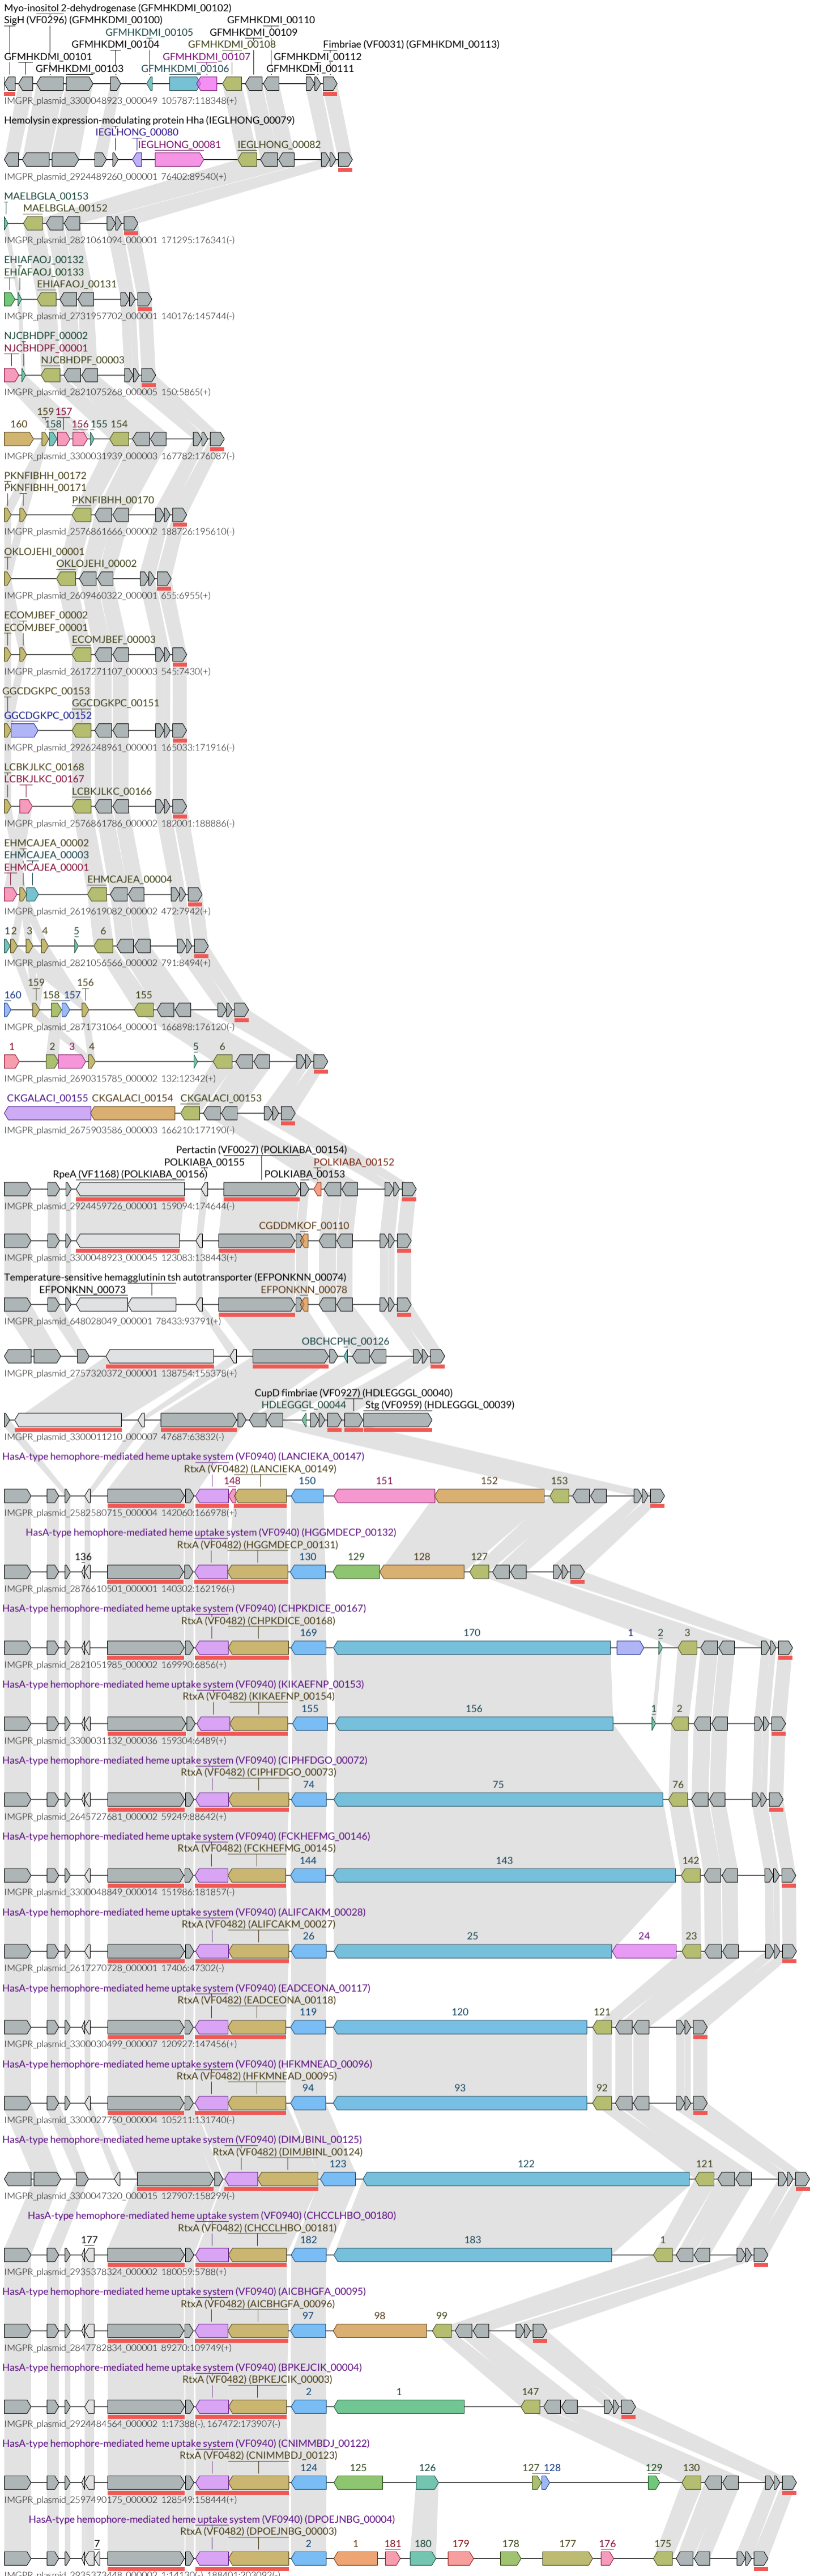 Myo-inositol 2-dehydrogenase (GFMHKDMI_00102)
SigH (VF0296) (GFMHKDMI_00100) GFMHKDMI_00110
GFMHKDMI_00105 GFMHKDMI_00109
GFMHKDMI_00104 GFMHKDMI_00108 Fimbriae (VF0031) (GFMHKDMI_00113)
GFMHKDMI_00101 GFMHKDMI_00107 GFMHKDMI_00112
GFMHKDMI_00103 GFMHKDMI_00106 GFMHKDMI_00111
IMGPR_plasmid_3300048923_000049 105787:118348(+)
Hemolysin expression-modulating protein Hha (IEGLHONG_00079)
IEGLHONG_00080
IEGLHONG_00081 IEGLHONG_00082
IMGPR_plasmid_2924489260_000001 76402:89540(+)
MAELBGLA_00153
MAELBGLA_00152
IMGPR_plasmid_2821061094_000001 171295:176341(-)
EHIAFAOJ_00132
EHIAFAOJ_00133
EHIAFAOJ_00131
IMGPR_plasmid_2731957702_000001 140176:145744(-)
NJCBHDPF_00002
NJCBHDPF_00001
NJCBHDPF_00003
IMGPR_plasmid_2821075268_000005 150:5865(+)
159 157
160 158 156 155 154
IMGPR_plasmid_3300031939_000003 167782:176087(-)
PKNFIBHH_00172
PKNFIBHH_00171
PKNFIBHH_00170
IMGPR_plasmid_2576861666_000002 188726:195610(-)
OKLOJEHI_00001
OKLOJEHI_00002
IMGPR_plasmid_2609460322_000001 655:6955(+)
ECOMJBEF_00002
ECOMJBEF_00001
ECOMJBEF_00003
IMGPR_plasmid_2617271107_000003 545:7430(+)
GGCDGKPC_00153
GGCDGKPC_00151
GGCDGKPC_00152
IMGPR_plasmid_2926248961_000001 165033:171916(-)
LCBKJLKC_00168
LCBKJLKC_00167
LCBKJLKC_00166
IMGPR_plasmid_2576861786_000002 182001:188886(-)
EHMCAJEA_00002
EHMCAJEA_00003
EHMCAJEA_00001
EHMCAJEA_00004
IMGPR_plasmid_2619619082_000002 472:7942(+)
1 2 3 4 5 6
IMGPR_plasmid_2821056566_000002 791:8494(+)
159 156
160 158 157 155
IMGPR_plasmid_2871731064_000001 166898:176120(-)
1 2 3 4 5 6
IMGPR_plasmid_2690315785_000002 132:12342(+)
CKGALACI_00155 CKGALACI_00154 CKGALACI_00153
IMGPR_plasmid_2675903586_000003 166210:177190(-)
Pertactin (VF0027) (POLKIABA_00154)
POLKIABA_00155 POLKIABA_00152
RpeA (VF1168) (POLKIABA_00156) POLKIABA_00153
IMGPR_plasmid_2924459726_000001 159094:174644(-)
CGDDMKOF_00110
IMGPR_plasmid_3300048923_000045 123083:138443(+)
Temperature-sensitive hemagglutinin tsh autotransporter (EFPONKNN_00074)
EFPONKNN_00073 EFPONKNN_00078
IMGPR_plasmid_648028049_000001 78433:93791(+)
OBCHCPHC_00126
IMGPR_plasmid_2757320372_000001 138754:155378(+)
CupD fimbriae (VF0927) (HDLEGGGL_00040)
HDLEGGGL_00044 Stg (VF0959) (HDLEGGGL_00039)
IMGPR_plasmid_3300011210_000007 47687:63832(-)
HasA-type hemophore-mediated heme uptake system (VF0940) (LANCIEKA_00147)
RtxA (VF0482) (LANCIEKA_00149)
148 150 151 152 153
IMGPR_plasmid_2582580715_000004 142060:166978(+)
HasA-type hemophore-mediated heme uptake system (VF0940) (HGGMDECP_00132)
RtxA (VF0482) (HGGMDECP_00131)
136 130 129 128 127
IMGPR_plasmid_2876610501_000001 140302:162196(-)
HasA-type hemophore-mediated heme uptake system (VF0940) (CHPKDICE_00167)
RtxA (VF0482) (CHPKDICE_00168)
169 170 1 2 3
IMGPR_plasmid_2821051985_000002 169990:6856(+)
HasA-type hemophore-mediated heme uptake system (VF0940) (KIKAEFNP_00153)
RtxA (VF0482) (KIKAEFNP_00154)
155 156 1 2
IMGPR_plasmid_3300031132_000036 159304:6489(+)
HasA-type hemophore-mediated heme uptake system (VF0940) (CIPHFDGO_00072)
RtxA (VF0482) (CIPHFDGO_00073)
74 75 76
IMGPR_plasmid_2645727681_000002 59249:88642(+)
HasA-type hemophore-mediated heme uptake system (VF0940) (FCKHEFMG_00146)
RtxA (VF0482) (FCKHEFMG_00145)
144 143 142
IMGPR_plasmid_3300048849_000014 151986:181857(-)
HasA-type hemophore-mediated heme uptake system (VF0940) (ALIFCAKM_00028)
RtxA (VF0482) (ALIFCAKM_00027)
26 25 24 23
IMGPR_plasmid_2617270728_000001 17406:47302(-)
HasA-type hemophore-mediated heme uptake system (VF0940) (EADCEONA_00117)
RtxA (VF0482) (EADCEONA_00118)
119 120 121
IMGPR_plasmid_3300030499_000007 120927:147456(+)
HasA-type hemophore-mediated heme uptake system (VF0940) (HFKMNEAD_00096)
RtxA (VF0482) (HFKMNEAD_00095)
94 93 92
IMGPR_plasmid_3300027750_000004 105211:131740(-)
HasA-type hemophore-mediated heme uptake system (VF0940) (DIMJBINL_00125)
RtxA (VF0482) (DIMJBINL_00124)
123 122 121
IMGPR_plasmid_3300047320_000015 127907:158299(-)
HasA-type hemophore-mediated heme uptake system (VF0940) (CHCCLHBO_00180)
RtxA (VF0482) (CHCCLHBO_00181)
177 182 183 1
IMGPR_plasmid_2935378324_000002 180059:5788(+)
HasA-type hemophore-mediated heme uptake system (VF0940) (AICBHGFA_00095)
RtxA (VF0482) (AICBHGFA_00096)
97 98 99
IMGPR_plasmid_2847782834_000001 89270:109749(+)
HasA-type hemophore-mediated heme uptake system (VF0940) (BPKEJCIK_00004)
RtxA (VF0482) (BPKEJCIK_00003)
2 1 147
IMGPR_plasmid_2924484564_000002 1:17388(-), 167472:173907(-)
HasA-type hemophore-mediated heme uptake system (VF0940) (CNIMMBDJ_00122)
RtxA (VF0482) (CNIMMBDJ_00123)
124 125 126 127 128 129 130
IMGPR_plasmid_2597490175_000002 128549:158444(+)
HasA-type hemophore-mediated heme uptake system (VF0940) (DPOEJNBG_00004)
RtxA (VF0482) (DPOEJNBG_00003)
7 2 1 181 180 179 178 177 176 175